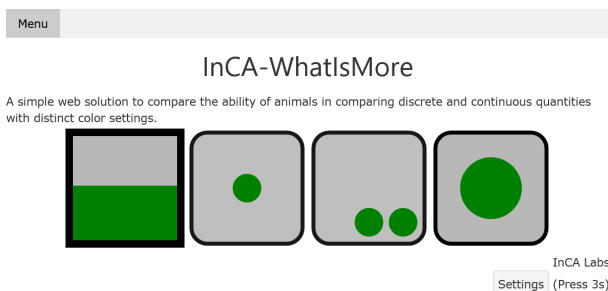 Menu
InCA-WhatIsMore
A simple web solution to compare the ability of animals in comparing discrete and continuous quantities
with distinct color settings.
InCA Labs
Settings (Press 3s)